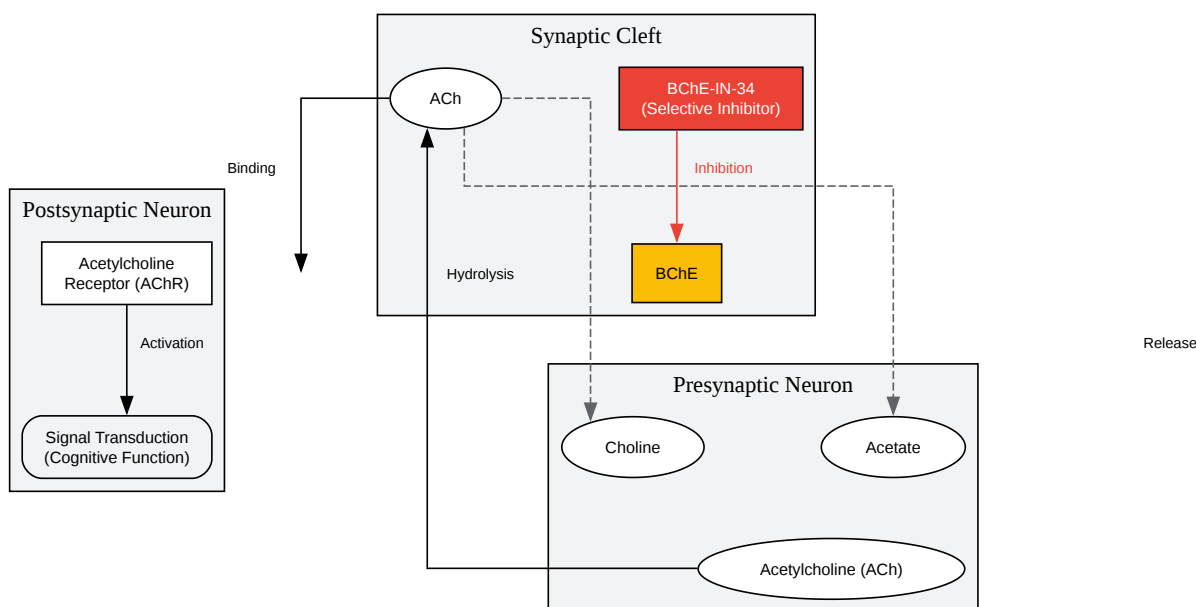 Synaptic Cleft
ACh
BChE-IN-34
(Selective Inhibitor)
Binding
Inhibition
Postsynaptic Neuron
Acetylcholine
Receptor (AChR)
Hydrolysis
BChE
Activation
Release
Presynaptic Neuron
Signal Transduction
(Cognitive Function)
Choline
Acetate
Acetylcholine (ACh)